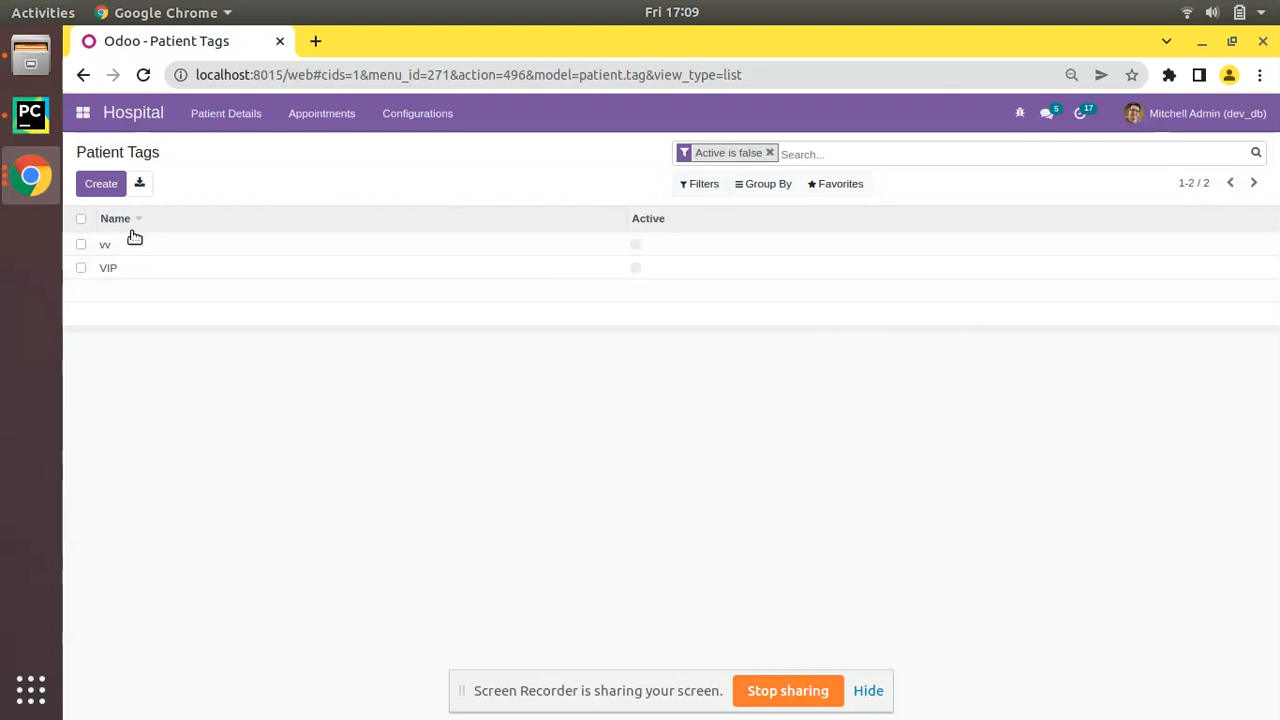 Activities
Google Chrome
Fri 17:09
Odoo - Patient Tags
localhost:8015/web#cids=1&menu_id=271&action=496&model=patient.tag&view_type=list
Hospital
Patient Details
Appointments
Configurations
5
17
Mitchell Admin (dev_db)
Patient Tags
Active is false
Search...
Create
Filters
Group By
Favorites
1-2 / 2
Name
Active
vv
VIP
PC
Screen Recorder is sharing your screen.
Stop sharing
Hide